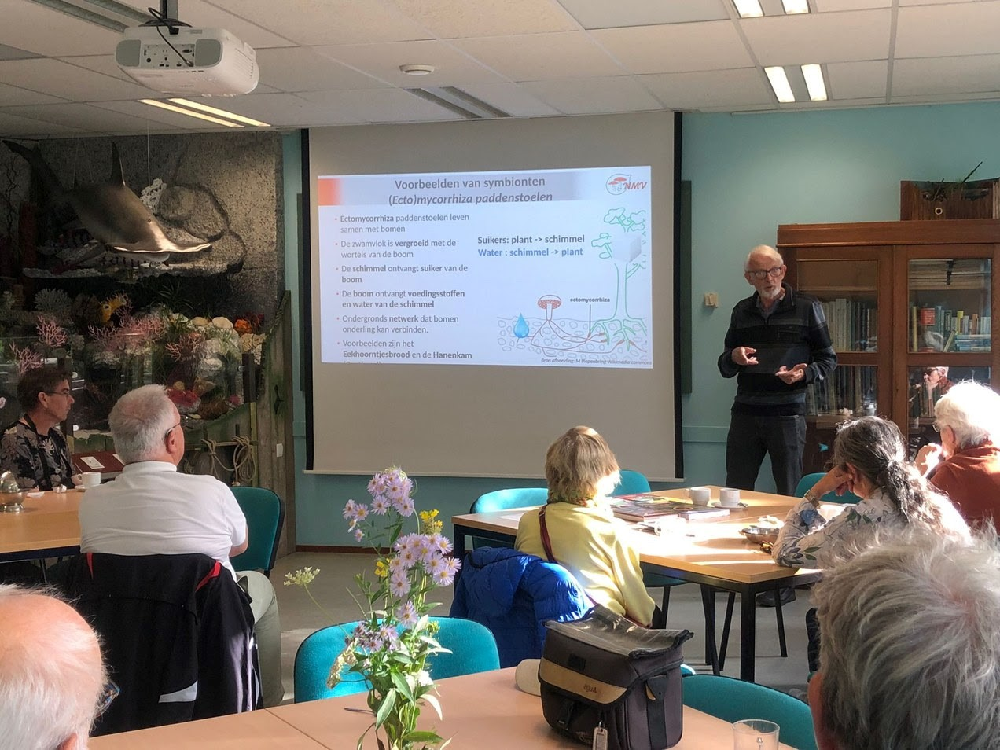 Voorbeelden van symbionten
(Ecto)mycorrhiza paddenstoelen
NMV
• Ectomycorrhiza paddenstoelen leven
samen met bomen
• De zwamvlok is vergroeid met de
wortels van de boom
• De schimmel ontvangt suiker van de
boom
• De boom ontvangt voedingsstoffen
en water van de schimmel
• Ondergronds netwerk dat bomen
onderling kan verbinden.
• Voorbeelden zijn het
Eekhoorntjesbrood en de Hanenkam
Suikers: plant -> schimmel
Water : schimmel -> plant
ectomycorrhiza
Bron afbeelding: M Piepenbring Wikimedia commons